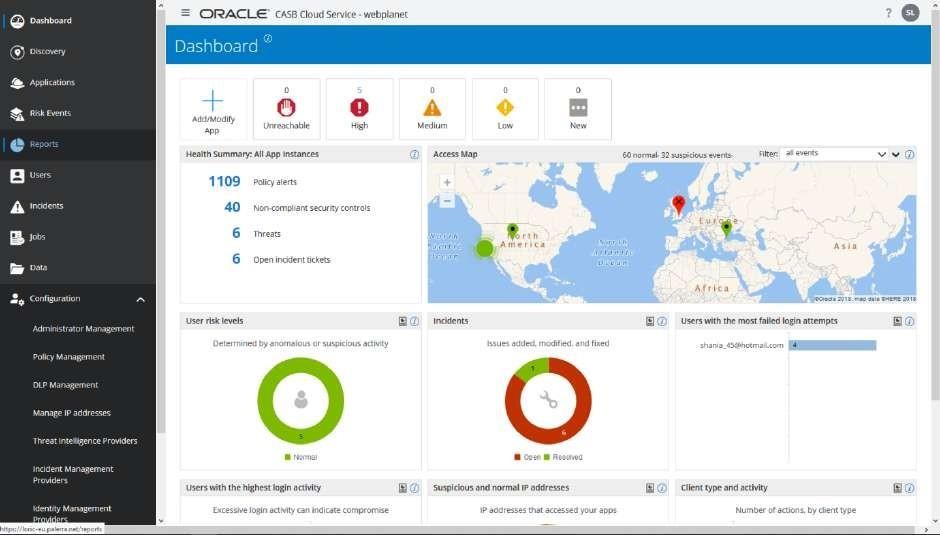 Dashboard
Discovery
Applications
Risk Events
Reports
Users
Incidents
Jobs
Data
Configuration
Administrator Management
Policy Management
DLP Management
Manage IP addresses
Threat Intelligence Providers
Incident Management
Providers
Identity Management
Providers
https://loric-eu.palerra.net/reports
ORACLE CASB Cloud Service - webplanet
? SL
Dashboard
Add/Modify
App
0
Unreachable
5
High
0
Medium
0
Low
0
New
Health Summary: All App Instances
1109 Policy alerts
40 Non-compliant security controls
6 Threats
6 Open incident tickets
Access Map
60 normal- 32 suspicious events-
Filter: all events
+
−
North
America
Europe
Asia
Africa
North
Atlantic
Ocean
©Oracle 2018, map data ©HERE 2018
User risk levels
Determined by anomalous or suspicious activity
5
Normal
Incidents
Issues added, modified, and fixed
1
6
Open Resolved
Users with the most failed login attempts
shania_45@hotmail.com 4
Users with the highest login activity
Excessive login activity can indicate compromise
Suspicious and normal IP addresses
IP addresses that accessed your apps
Client type and activity
Number of actions, by client type